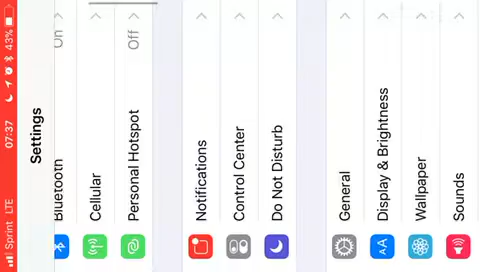 Sprint LTE 07:37 43%
Settings
Bluetooth On
Cellular
Personal Hotspot Off
Notifications
Control Center
Do Not Disturb
General
AA Display & Brightness
Wallpaper
Sounds